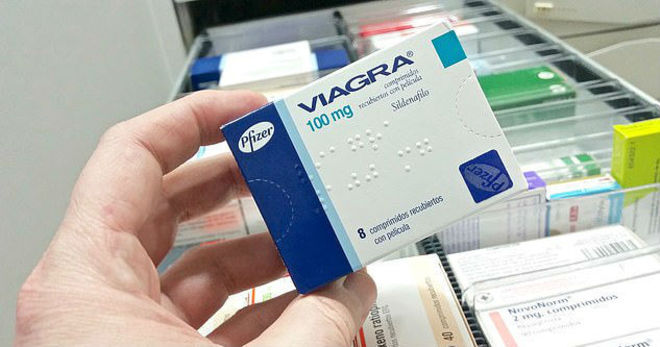 VIAGRA®
100 mg
comprimidos
recubiertos con película
Sildenafilo
Pfizer
Pfizer
8 comprimidos recubiertos
con película
NovoNorm®
2 mg. comprimidos
40